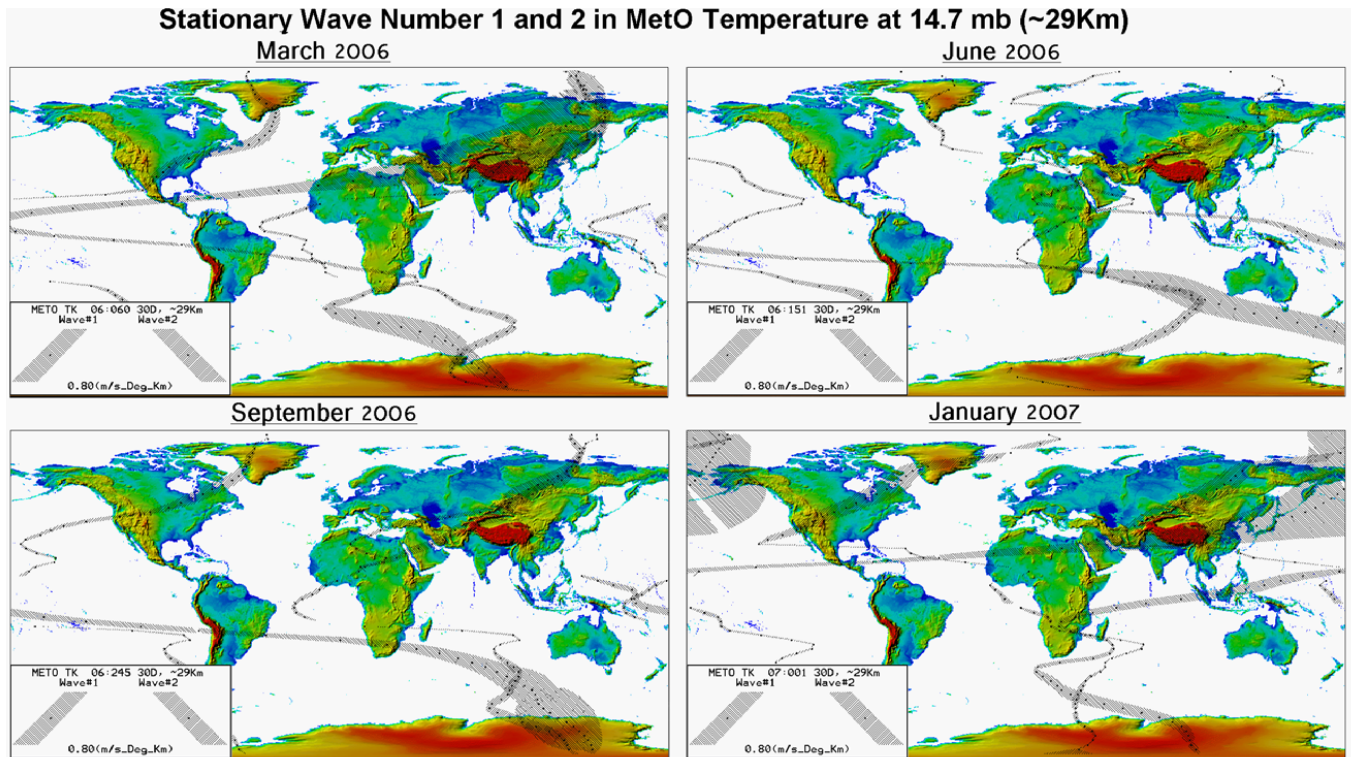 Stationary Wave Number 1 and 2 in MetO Temperature at 14.7 mb (~29Km)
March 2006
June 2006
METO TK 06:060 30D, ~29Km
Wave#1 Wave#2
0.80(m/s_Deg_Km)
METO TK 06:151 30D, ~29Km
Wave#1 Wave#2
0.80(m/s_Deg_Km)
September 2006
January 2007
METO TK 06:245 30D, ~29Km
Wave#1 Wave#2
0.80(m/s_Deg_Km)
METO TK 07:001 30D, ~29Km
Wave#1 Wave#2
0.80(m/s_Deg_Km)